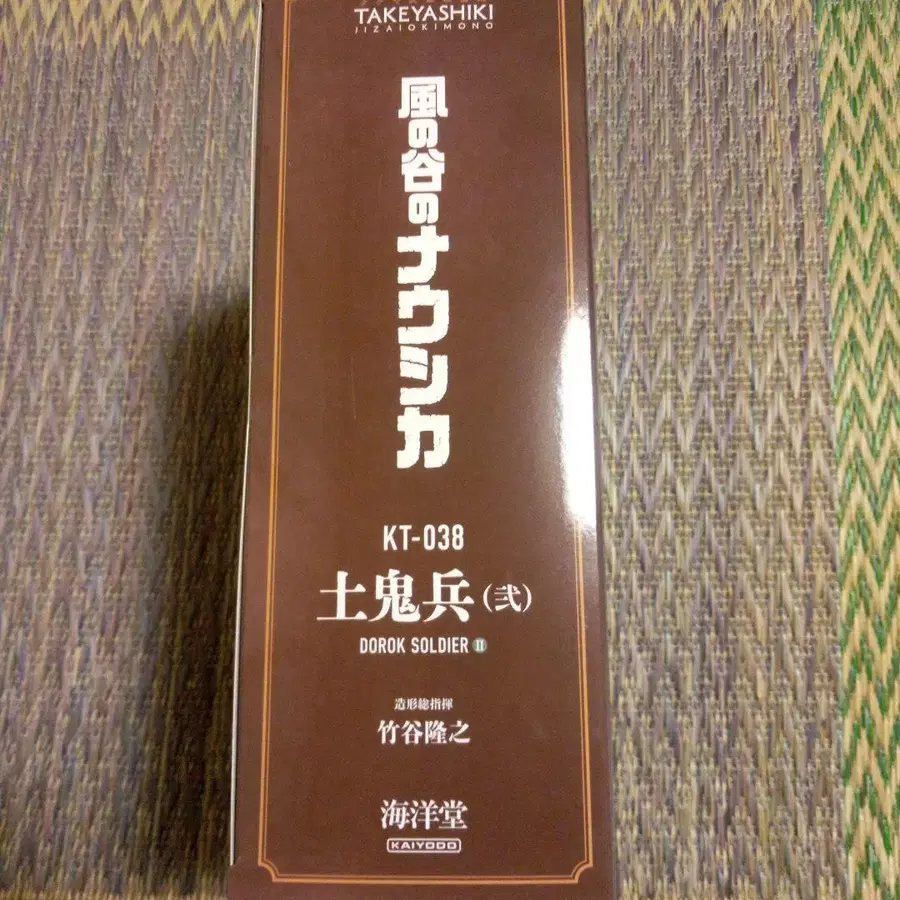 TAKEYASHIKI
JIZAIOKIMONO
風の谷のナウシカ
KT-038
土鬼兵(弐)
DOROK SOLDIER II
造形総指揮
竹谷隆之
海洋堂
KAIYODO